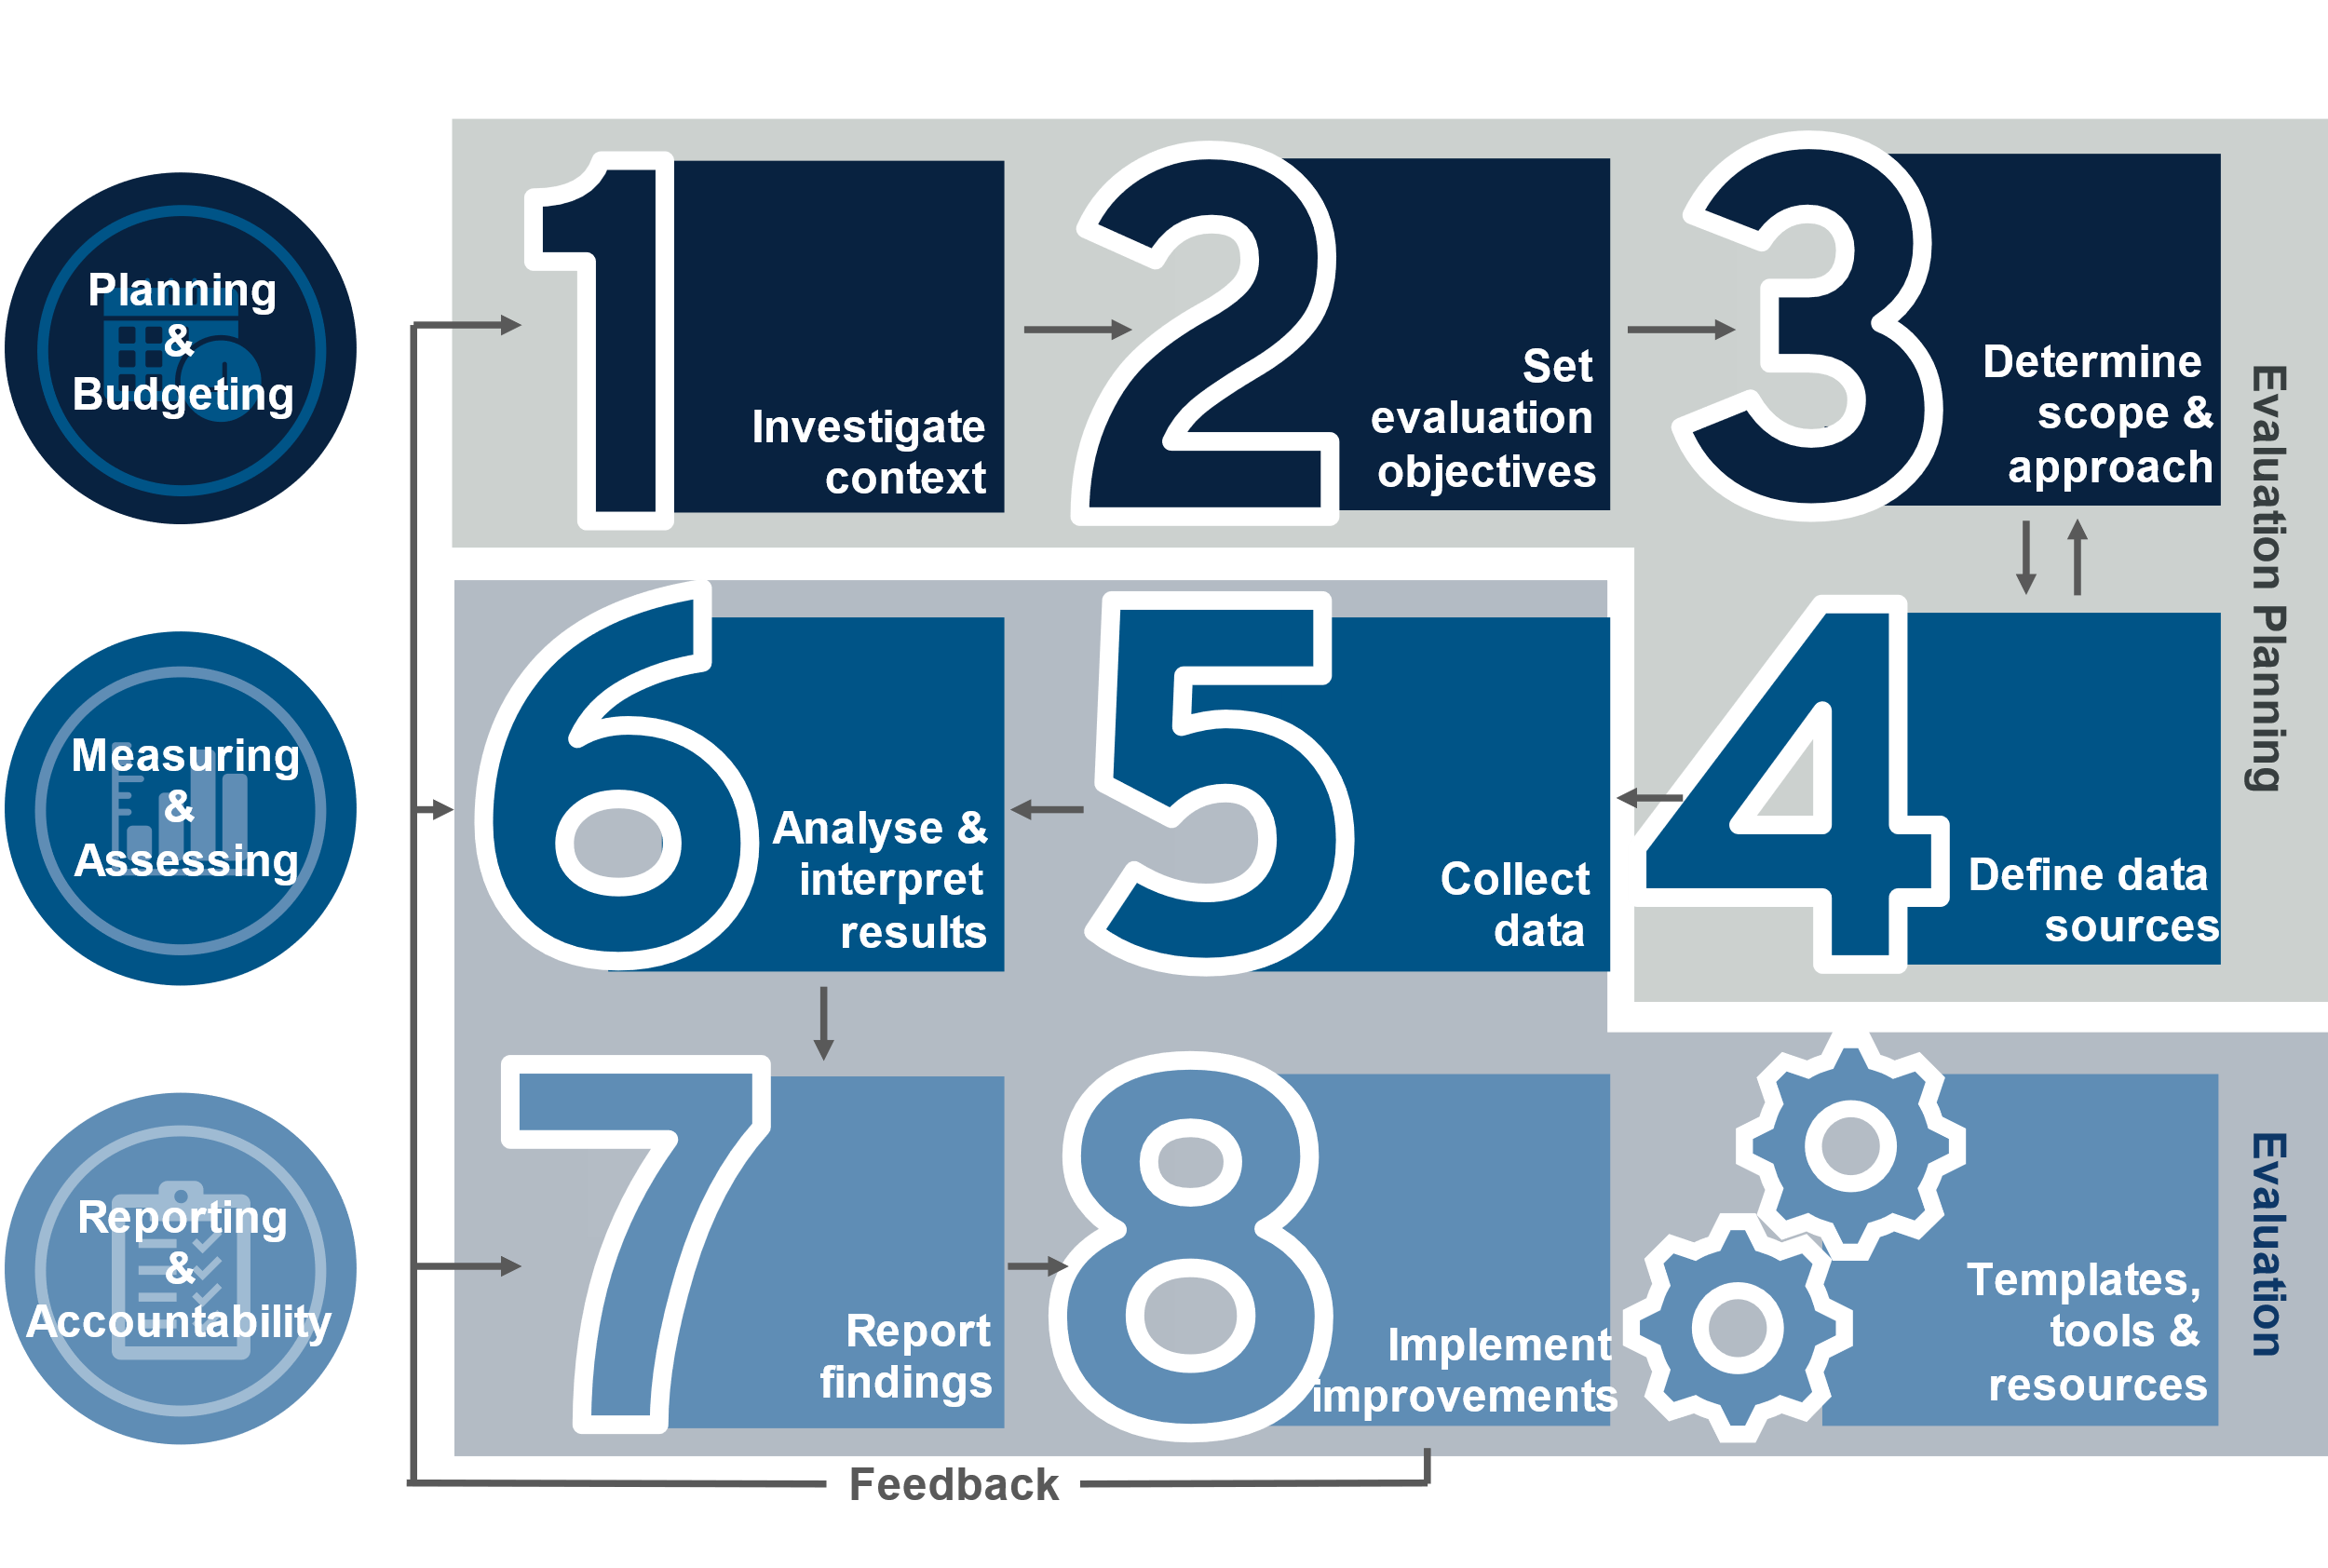 Planning
&
Budgeting
1
Investigate
context
2
Set
evaluation
objectives
3
Determine
scope &
approach
Evaluation Planning
Measuring
&
Assessing
6
Analyse &
interpret
results
5
Collect
data
4
Define data
sources
Reporting
&
Accountability
7
Report
findings
8
Implement
improvements
Templates,
tools &
resources
Evaluation
Feedback